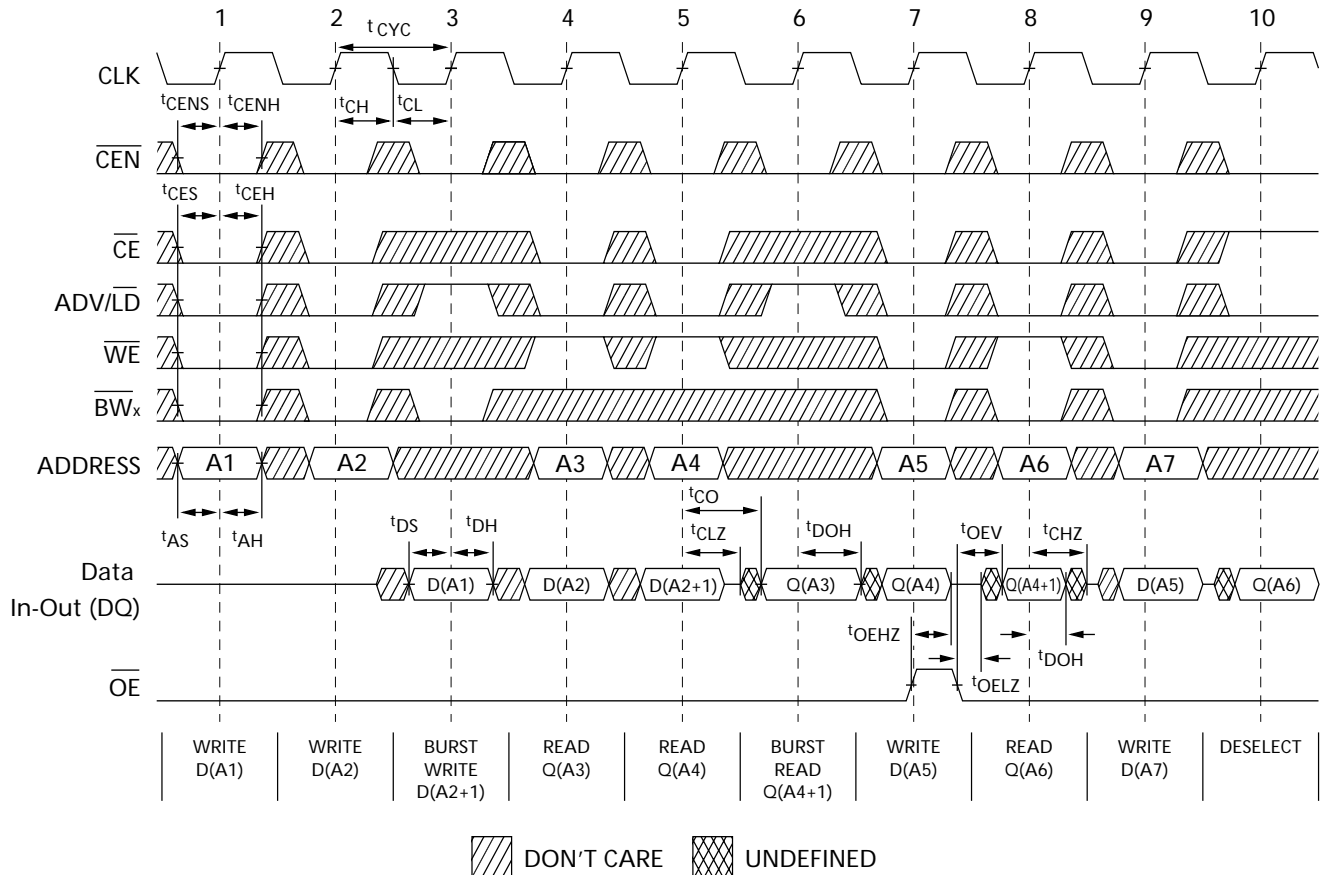 1 2 3 4 5 6 7 8 9 10
tCYC
CLK
tCENS tCENH tCH tCL
CEN
tCES tCEH
CE
ADV/LD
WE
BWx
ADDRESS A1 A2 A3 A4 A5 A6 A7
tCO
tAS tAH tDS tDH tCLZ tDOH tOEV tCHZ
Data
In-Out (DQ)
D(A1) D(A2) D(A2+1) Q(A3) Q(A4) Q(A4+1) D(A5) Q(A6)
tOEHZ tDOH
tOELZ
OE
WRITE
D(A1)
WRITE
D(A2)
BURST
WRITE
D(A2+1)
READ
Q(A3)
READ
Q(A4)
BURST
READ
Q(A4+1)
WRITE
D(A5)
READ
Q(A6)
WRITE
D(A7)
DESELECT
DON'T CARE UNDEFINED